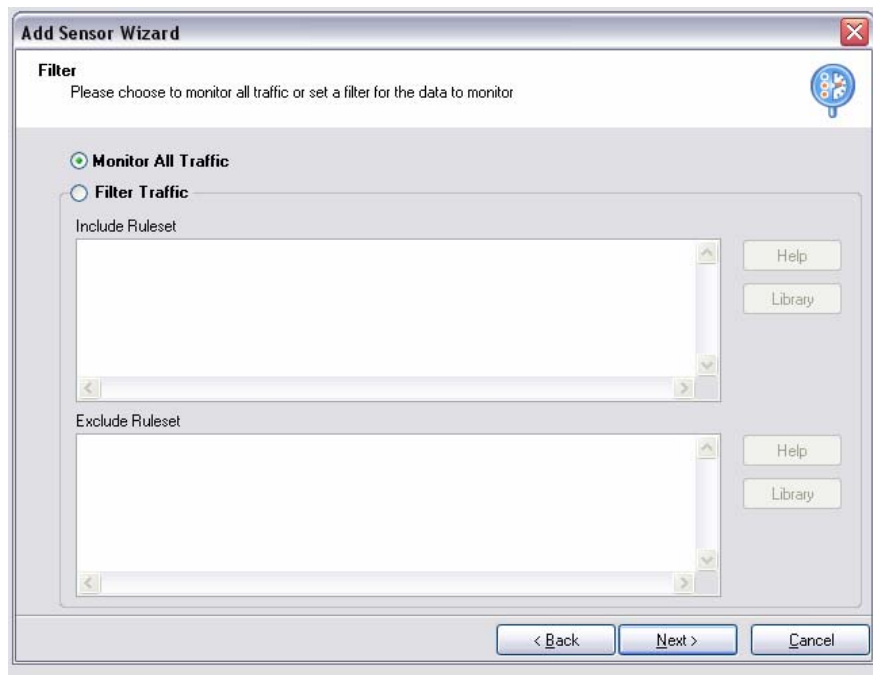 Add Sensor Wizard
Filter
Please choose to monitor all traffic or set a filter for the data to monitor
Monitor All Traffic
Filter Traffic
Include Ruleset
Help
Library
Exclude Ruleset
Help
Library
< Back
Next >
Cancel